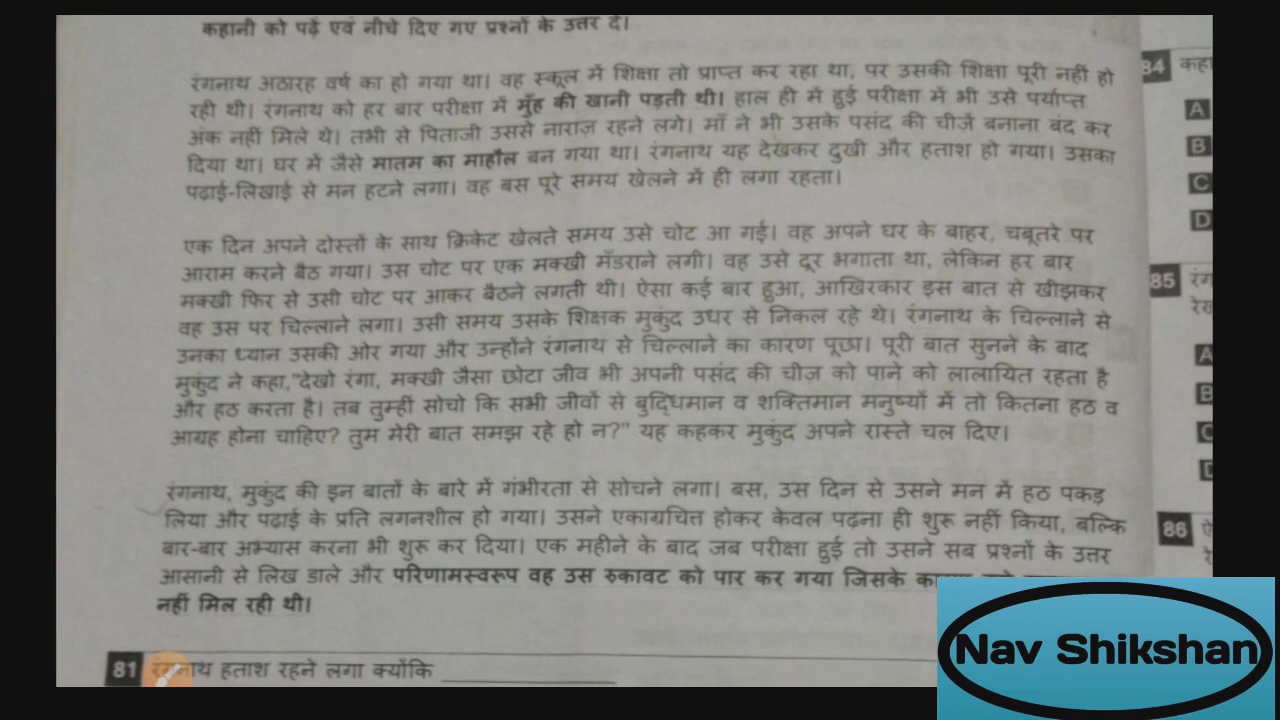 कहानी को पढ़ें एवं नीचे दिए गए प्रश्नों के उत्तर दें।
रंगनाथ अठारह वर्ष का हो गया था। वह स्कूल में शिक्षा तो प्राप्त कर रहा था, पर उसकी शिक्षा पूरी नहीं हो
रही थी। रंगनाथ को हर बार परीक्षा में मुँह की खानी पड़ती थी। हाल ही में हुई परीक्षा में भी उसे पर्याप्त
अंक नहीं मिले थे। तभी से पिताजी उससे नाराज़ रहने लगे। माँ ने भी उसके पसंद की चीज़ें बनाना बंद कर
दिया था। घर में जैसे मातम का माहौल बन गया था। रंगनाथ यह देखकर दुखी और हताश हो गया। उसका
पढ़ाई-लिखाई से मन हटने लगा। वह बस पूरे समय खेलने में ही लगा रहता।
एक दिन अपने दोस्तों के साथ क्रिकेट खेलते समय उसे चोट आ गई। वह अपने घर के बाहर, चबूतरे पर
आराम करने बैठ गया। उस चोट पर एक मक्खी मँडराने लगी। वह उसे दूर भगाता था, लेकिन हर बार
मक्खी फिर से उसी चोट पर आकर बैठने लगती थी। ऐसा कई बार हुआ, आखिरकार इस बात से खीझकर
वह उस पर चिल्लाने लगा। उसी समय उसके शिक्षक मुकुंद उधर से निकल रहे थे। रंगनाथ के चिल्लाने से
उनका ध्यान उसकी ओर गया और उन्होंने रंगनाथ से चिल्लाने का कारण पूछा। पूरी बात सुनने के बाद
मुकुंद ने कहा,"देखो रंगा, मक्खी जैसा छोटा जीव भी अपनी पसंद की चीज़ को पाने को लालायित रहता है
और हठ करता है। तब तुम्हीं सोचो कि सभी जीवों से बुद्धिमान व शक्तिमान मनुष्यों में तो कितना हठ व
आग्रह होना चाहिए? तुम मेरी बात समझ रहे हो न?" यह कहकर मुकुंद अपने रास्ते चल दिए।
रंगनाथ, मुकुंद की इन बातों के बारे में गंभीरता से सोचने लगा। बस, उस दिन से उसने मन में हठ पकड़
लिया और पढ़ाई के प्रति लगनशील हो गया। उसने एकाग्रचित्त होकर केवल पढ़ना ही शुरू नहीं किया, बल्कि
बार-बार अभ्यास करना भी शुरू कर दिया। एक महीने के बाद जब परीक्षा हुई तो उसने सब प्रश्नों के उत्तर
आसानी से लिख डाले और परिणामस्वरूप वह उस रुकावट को पार कर गया जिसके
नहीं मिल रही थी।
81 रंगनाथ हताश रहने लगा क्योंकि
84
A
B
C
D
85
A
B
C
86
Nav Shikshan